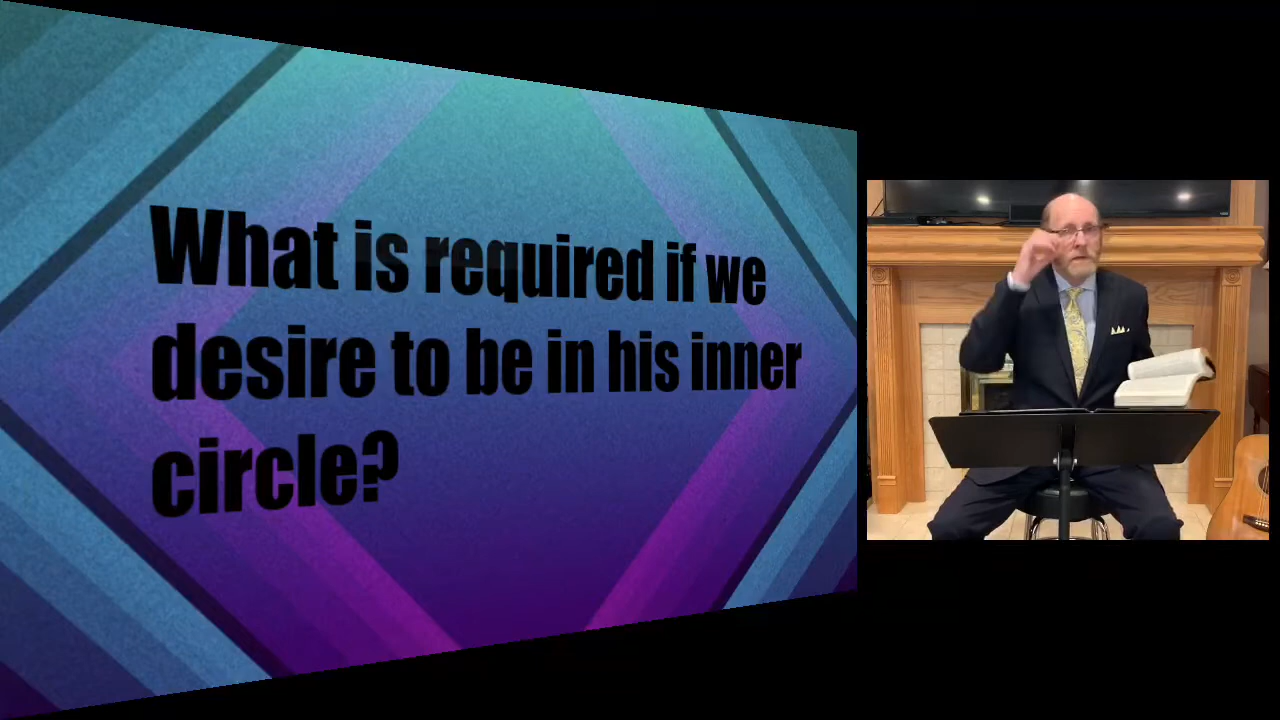 What is required if we
desire to be in his inner
circle?